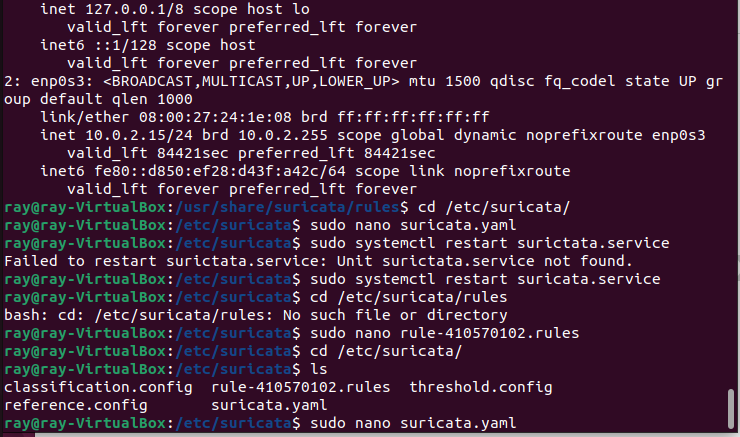 inet 127.0.0.1/8 scope host lo
valid_lft forever preferred_lft forever
inet6 ::1/128 scope host
valid_lft forever preferred_lft forever
2: enp0s3: <BROADCAST,MULTICAST,UP,LOWER_UP> mtu 1500 qdisc fq_codel state UP gr
oup default qlen 1000
link/ether 08:00:27:24:1e:08 brd ff:ff:ff:ff:ff:ff
inet 10.0.2.15/24 brd 10.0.2.255 scope global dynamic noprefixroute enp0s3
valid_lft 84421sec preferred_lft 84421sec
inet6 fe80::d850:ef28:d43f:a42c/64 scope link noprefixroute
valid_lft forever preferred_lft forever
ray@ray-VirtualBox:/usr/share/suricata/rules$ cd /etc/suricata/
ray@ray-VirtualBox:/etc/suricata$ sudo nano suricata.yaml
ray@ray-VirtualBox:/etc/suricata$ sudo systemctl restart surictata.service
Failed to restart surictata.service: Unit surictata.service not found.
ray@ray-VirtualBox:/etc/suricata$ sudo systemctl restart suricata.service
ray@ray-VirtualBox:/etc/suricata$ cd /etc/suricata/rules
bash: cd: /etc/suricata/rules: No such file or directory
ray@ray-VirtualBox:/etc/suricata$ sudo nano rule-410570102.rules
ray@ray-VirtualBox:/etc/suricata$ cd /etc/suricata/
ray@ray-VirtualBox:/etc/suricata$ ls
classification.config  rule-410570102.rules  threshold.config
reference.config       suricata.yaml
ray@ray-VirtualBox:/etc/suricata$ sudo nano suricata.yaml